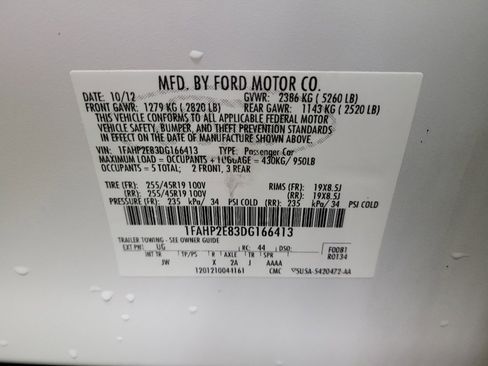 MFD. BY FORD MOTOR CO.
DATE: 10/12 GVWR: 2386 KG ( 5260 LB)
FRONT GAWR: 1279 KG ( 2820 LB) REAR GAWR: 1143 KG ( 2520 LB)
THIS VEHICLE CONFORMS TO ALL APPLICABLE FEDERAL MOTOR
VEHICLE SAFETY, BUMPER, AND THEFT PREVENTION STANDARDS
IN EFFECT ON THE DATE OF MANUFACTURE SHOWN ABOVE.
VIN: 1FAHP2E83DG166413 TYPE: Passenger Car
MAXIMUM LOAD = OCCUPANTS + LUGGAGE = 430KG/ 950LB
OCCUPANTS = 5 TOTAL; 2 FRONT, 3 REAR
TIRE (FR): 255/45R19 100V RIMS (FR): 19X8.5J
(RR): 255/45R19 100V (RR): 19X8.5J
PRESSURE (FR): 235 kPa/ 34 PSI COLD (RR): 235 kPa/ 34 PSI COLD
1FAHP2E83DG166413
TRAILER TOWING - SEE OWNER GUIDE
EXT PNT: UG RC: 44 DSO: F0081
INT TR TP/PS R AXLE TR SPR R0134
JW X 2A J AAAA
1201210041161 CMC 5U5A-5420472-AA